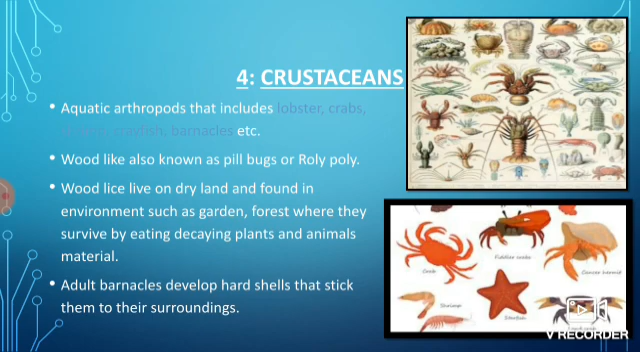 4: CRUSTACEANS
• Aquatic arthropods that includes lobster, crabs,
crayfish, barnacles etc.
• Wood like also known as pill bugs or Roly poly.
• Wood lice live on dry land and found in
environment such as garden, forest where they
survive by eating decaying plants and animals
material.
• Adult barnacles develop hard shells that stick
them to their surroundings.
Crab
Fiddler crabs
Cancer hermid
Shrimp
Starfish
V RECORDER